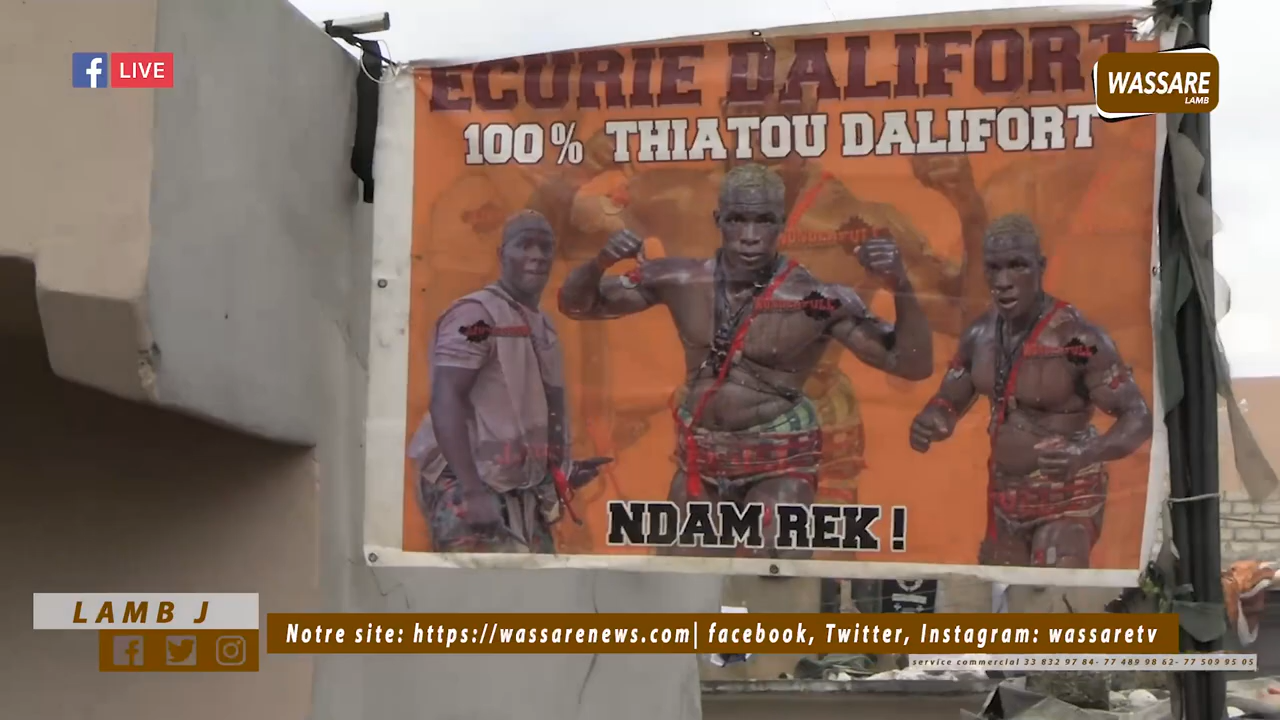 f LIVE
ECURIE DALIFORT
WASSARE
LAMB
100% THIATOU DALIFORT
NDAM REK !
LAMB J
Notre site: https://wassarenews.com| facebook, Twitter, Instagram: wassaretv
service commercial 33 832 97 84- 77 489 98 62- 77 509 95 05